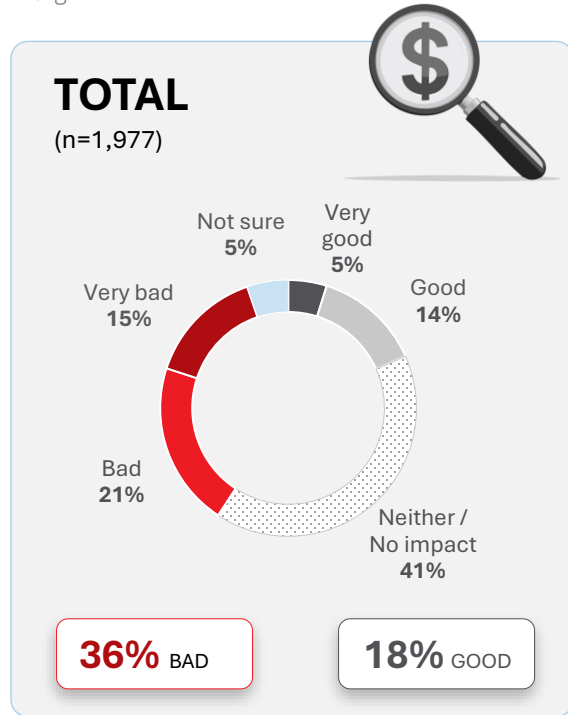 TOTAL
(n=1,977)
$
Not sure
5%
Very
good
5%
Good
14%
Very bad
15%
Bad
21%
Neither /
No impact
41%
36% BAD
18% GOOD